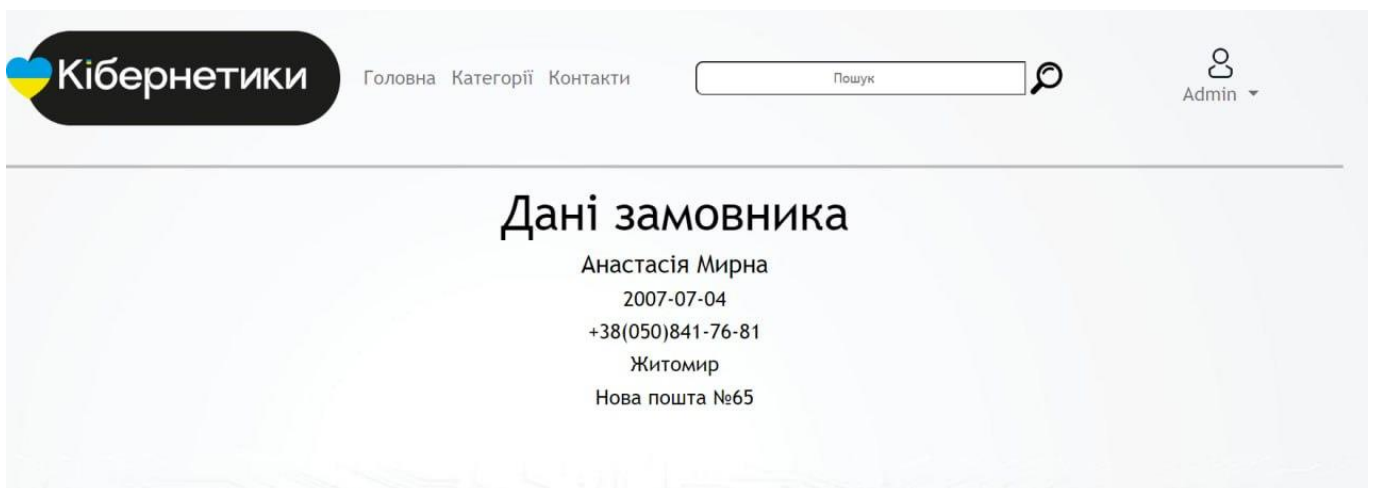 Кібернетики
Головна Категорії Контакти
Пошук
Admin
Дані замовника
Анастасія Мирна
2007-07-04
+38(050)841-76-81
Житомир
Нова пошта №65